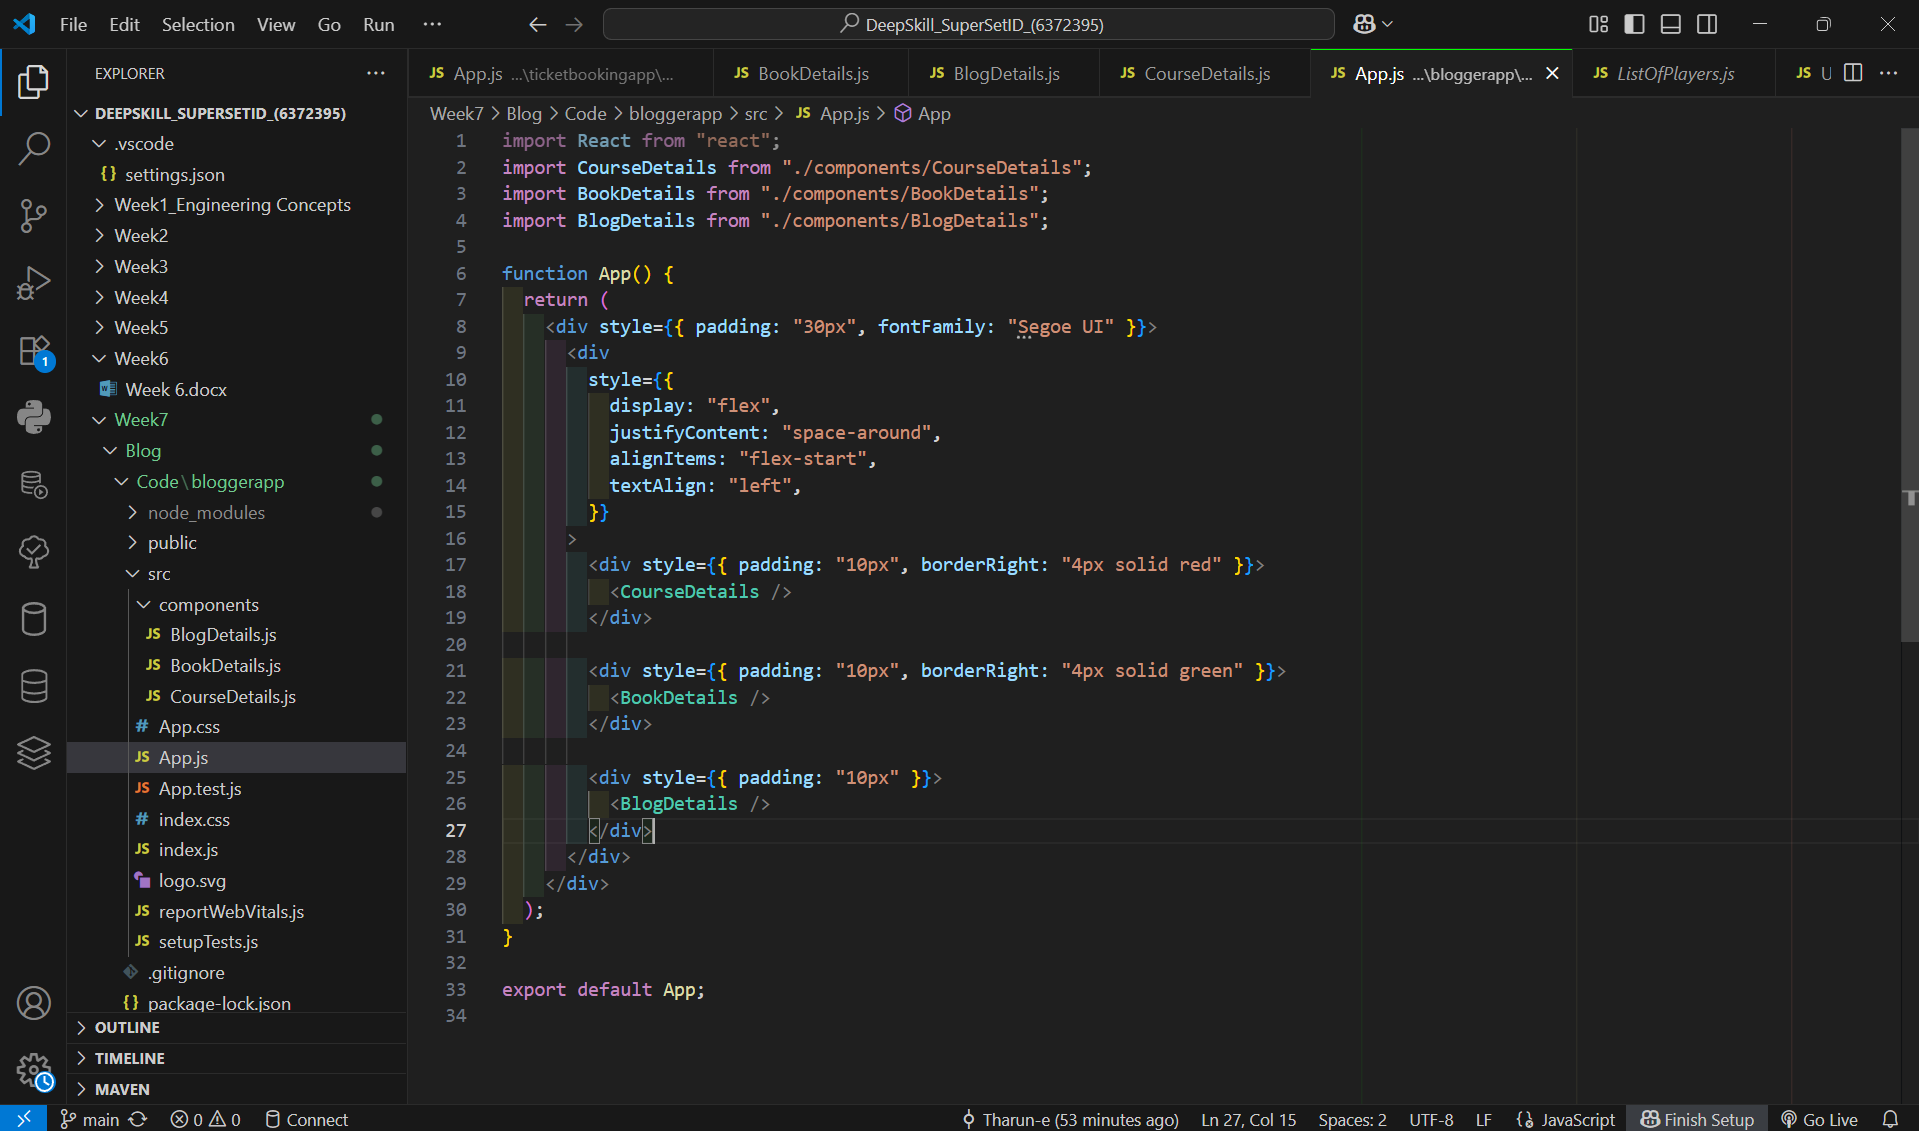 File Edit Selection View Go Run ···
DeepSkill_SuperSetID_(6372395)
EXPLORER
DEEPSKILL_SUPERSETID_(6372395)
.vscode
{} settings.json
Week1_Engineering Concepts
Week2
Week3
Week4
Week5
Week6
Week 6.docx
Week7
Blog
Code\bloggerapp
node_modules
public
src
components
JS BlogDetails.js
JS BookDetails.js
JS CourseDetails.js
# App.css
JS App.js
JS App.test.js
# index.css
JS index.js
logo.svg
JS reportWebVitals.js
JS setupTests.js
.gitignore
{} package-lock.json
OUTLINE
TIMELINE
MAVEN
1
JS App.js ...\ticketbookingapp\... JS BookDetails.js JS BlogDetails.js JS CourseDetails.js JS App.js ...\bloggerapp\... JS ListOfPlayers.js JS U
Week7 > Blog > Code > bloggerapp > src > JS App.js > App
1 import React from "react";
2 import CourseDetails from "./components/CourseDetails";
3 import BookDetails from "./components/BookDetails";
4 import BlogDetails from "./components/BlogDetails";
5
6 function App() {
7 return (
8 <div style={{ padding: "30px", fontFamily: "Segoe UI" }}>
9 <div
10 style={{
11 display: "flex",
12 justifyContent: "space-around",
13 alignItems: "flex-start",
14 textAlign: "left",
15 }}
16 >
17 <div style={{ padding: "10px", borderRight: "4px solid red" }}>
18 <CourseDetails />
19 </div>
20
21 <div style={{ padding: "10px", borderRight: "4px solid green" }}>
22 <BookDetails />
23 </div>
24
25 <div style={{ padding: "10px" }}>
26 <BlogDetails />
27 </div>
28 </div>
29 </div>
30 );
31 }
32
33 export default App;
34
main 0 0 Connect Tharun-e (53 minutes ago) Ln 27, Col 15 Spaces: 2 UTF-8 LF {} JavaScript Finish Setup Go Live